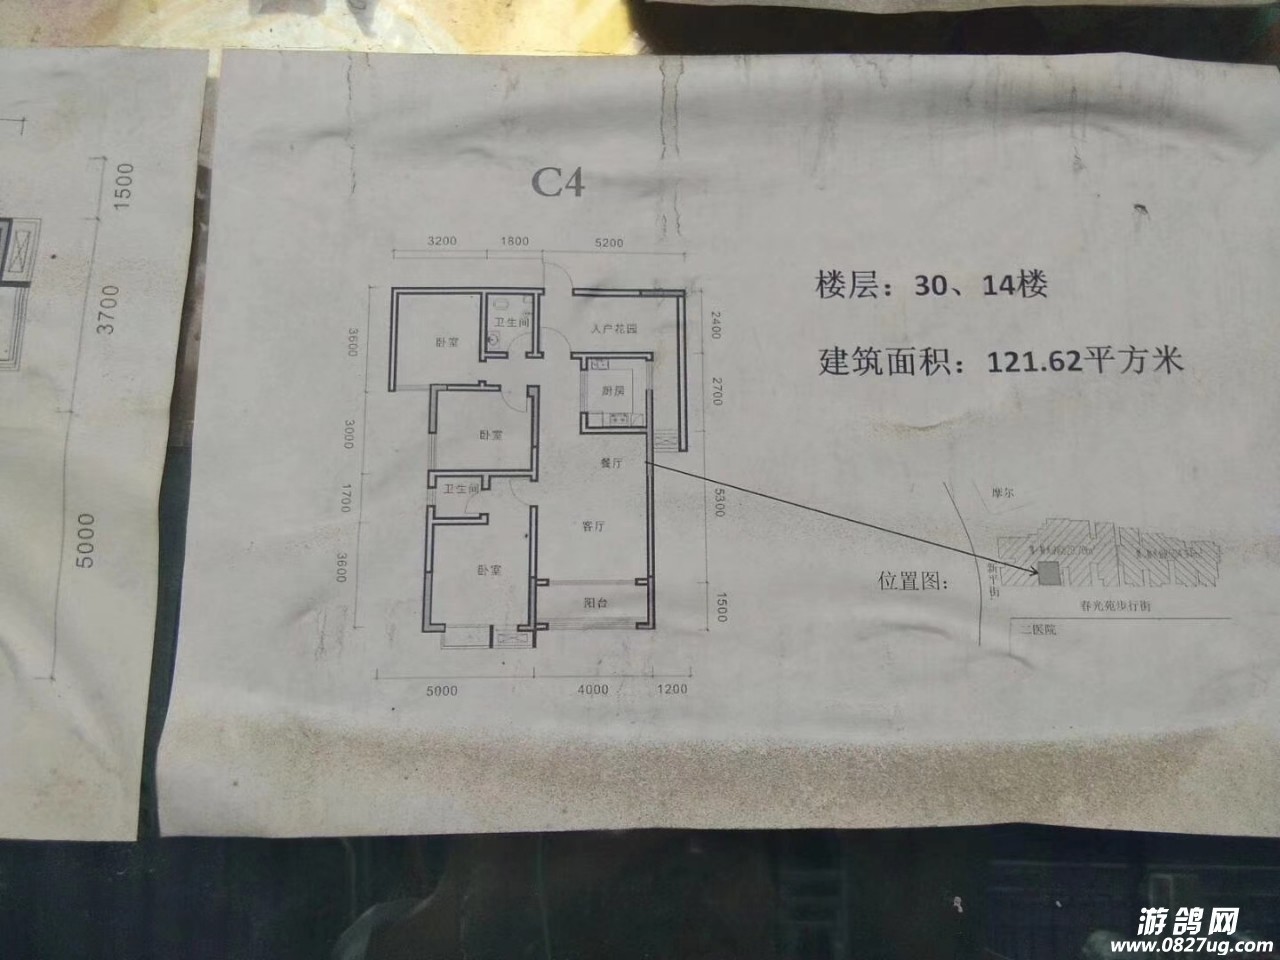 C4
3200 1800 5200
楼层：30、14楼
建筑面积：121.62平方米
卫生间
入户花园
卧室
厨房
卧室
餐厅
卫生间
客厅
卧室
阳台
3600
3000
1700
3600
2400
2700
5300
1500
5000 4000 1200
位置图：
摩尔
新平街
春光苑步行街
二医院
1500
3700
5000
游鸽网
www.0827ug.com